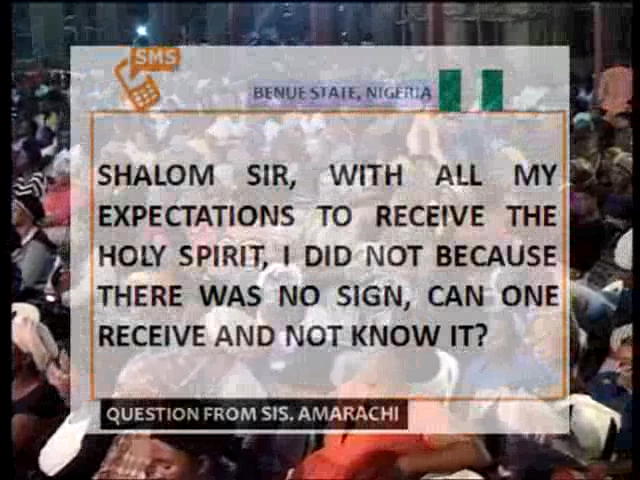 SMS
BENUE STATE, NIGERIA
SHALOM SIR, WITH ALL MY
EXPECTATIONS TO RECEIVE THE
HOLY SPIRIT, I DID NOT BECAUSE
THERE WAS NO SIGN, CAN ONE
RECEIVE AND NOT KNOW IT?
QUESTION FROM SIS. AMARACHI